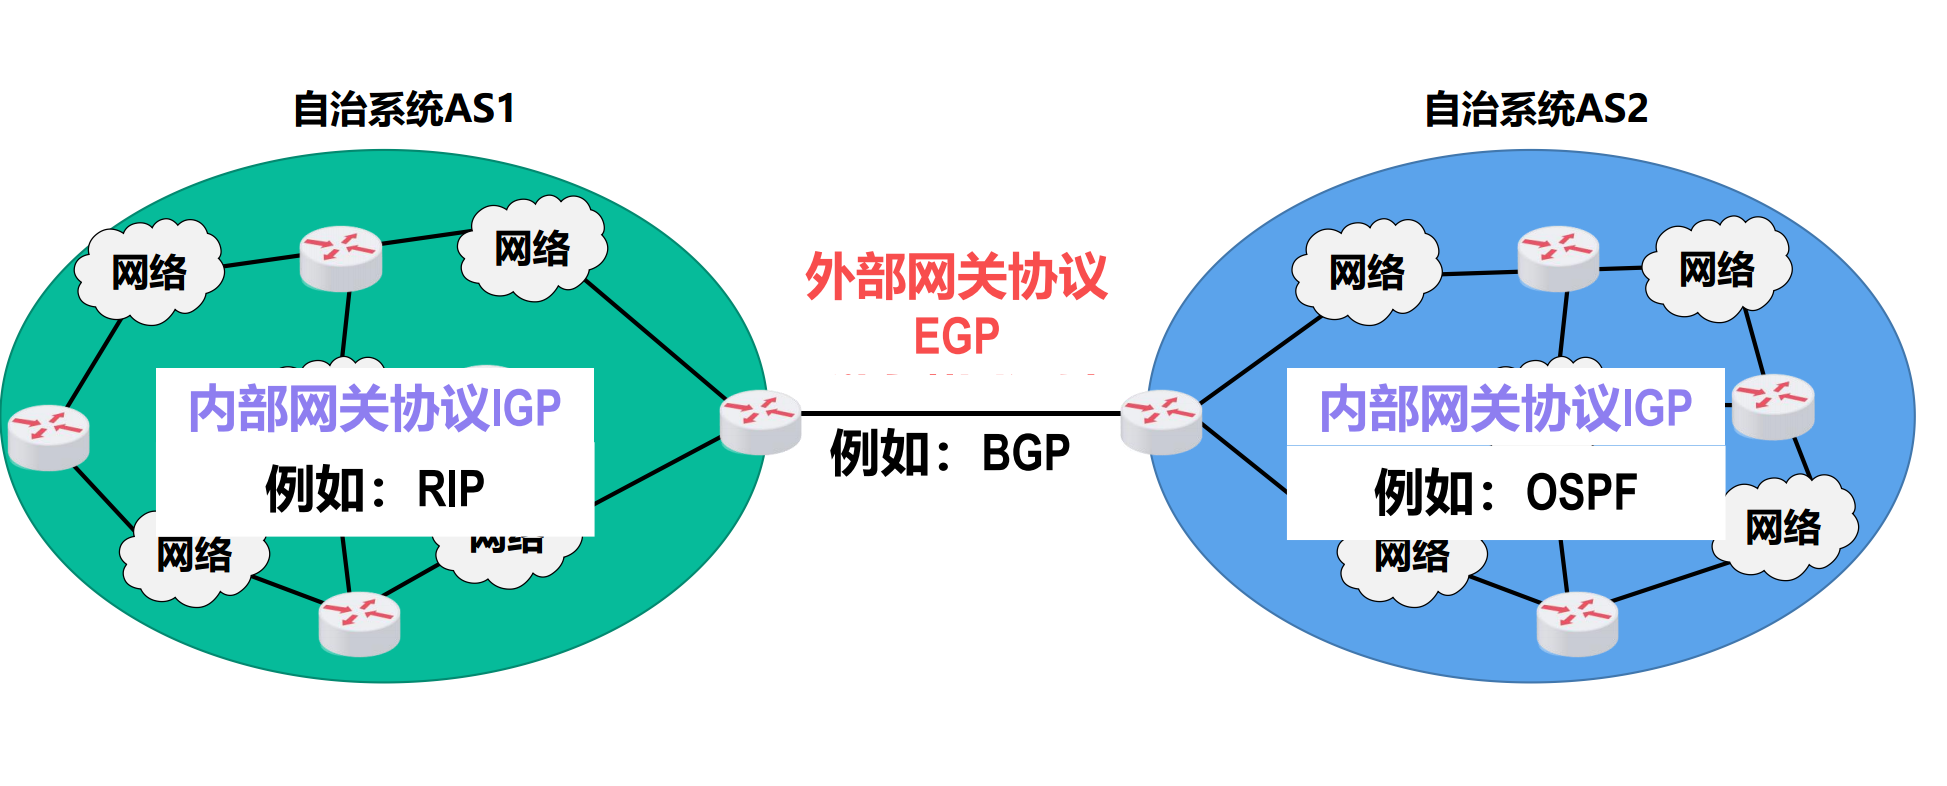 自治系统AS1
自治系统AS2
网络
网络
外部网关协议
EGP
网络
网络
内部网关协议IGP
例如：RIP
例如：BGP
内部网关协议IGP
例如：OSPF
网络
网络
网络
网络